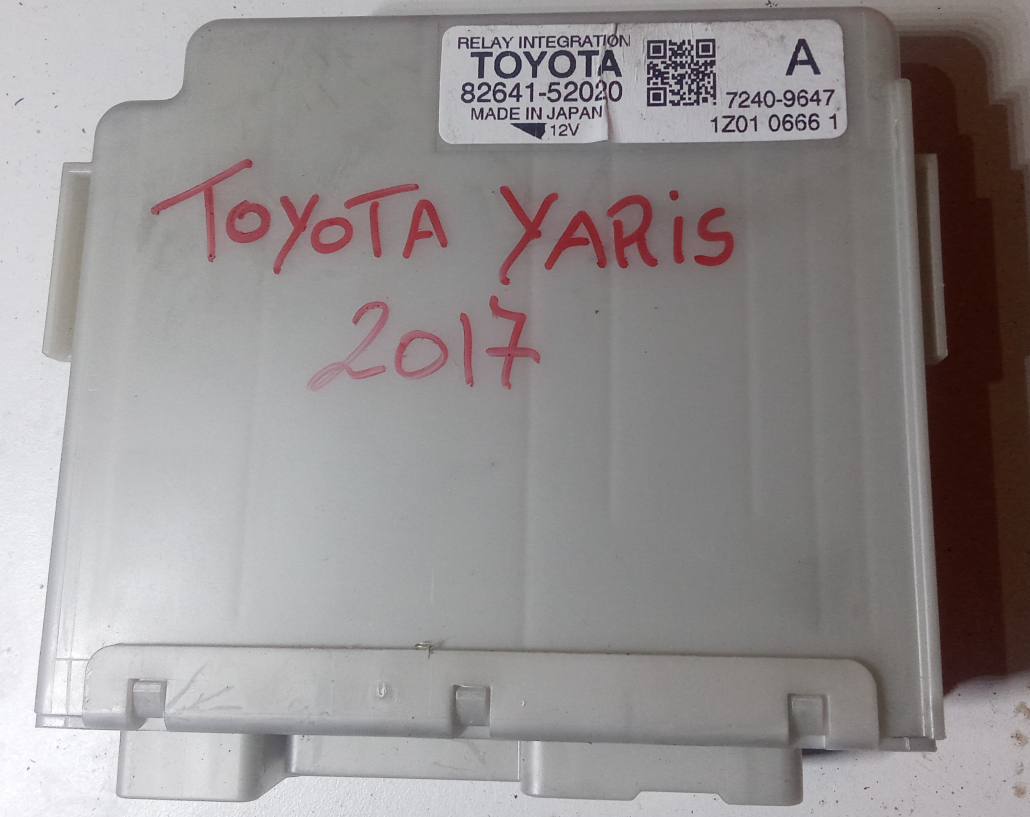 RELAY INTEGRATION
TOYOTA
82641-52020
MADE IN JAPAN
12V
A
7240-9647
1Z01 0666 1
TOYOTA YARiS
2017